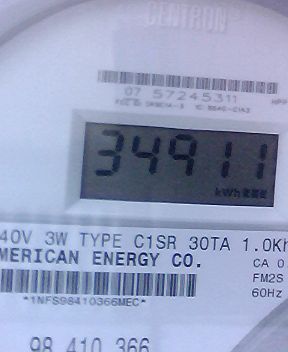 CENTRON
07 57245311
34911
kWh
40V 3W TYPE C1SR 30TA 1.0Kh
MERICAN ENERGY CO.
CA 0
FM2S
60Hz
*1NFS98410366MEC*
98 410 366